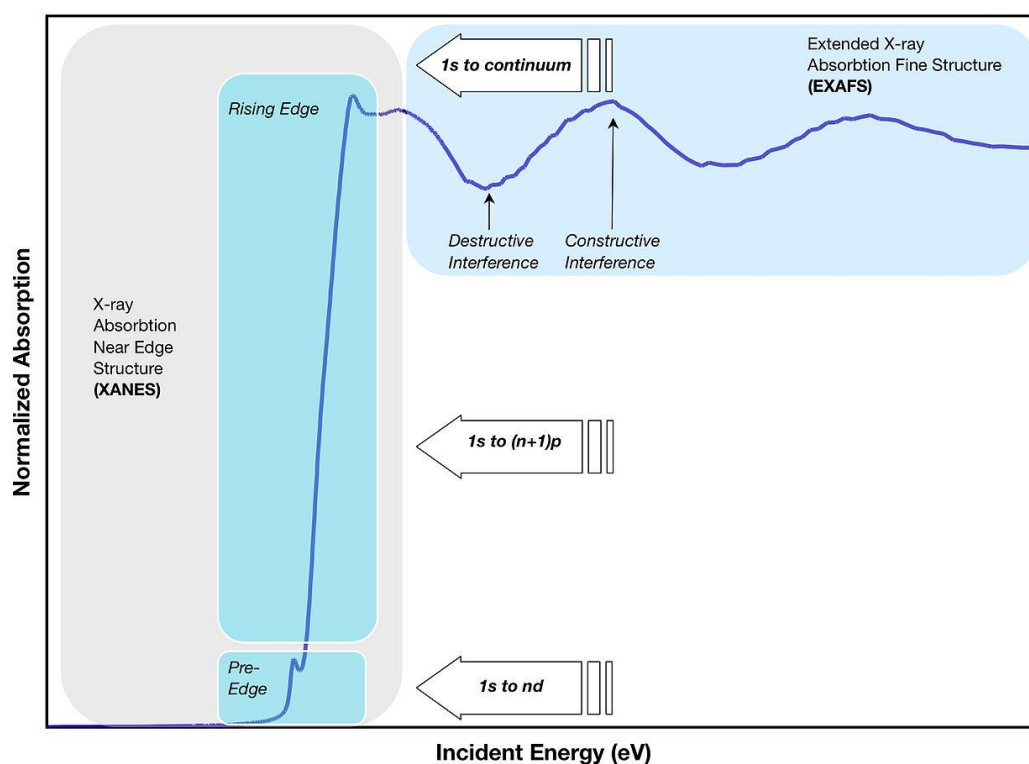 1s to continuum
Extended X-ray
Absorbtion Fine Structure
(EXAFS)
Rising Edge
Destructive
Interference
Constructive
Interference
X-ray
Absorbtion
Near Edge
Structure
(XANES)
1s to (n+1)p
Pre-
Edge
1s to nd
Normalized Absorption
Incident Energy (eV)